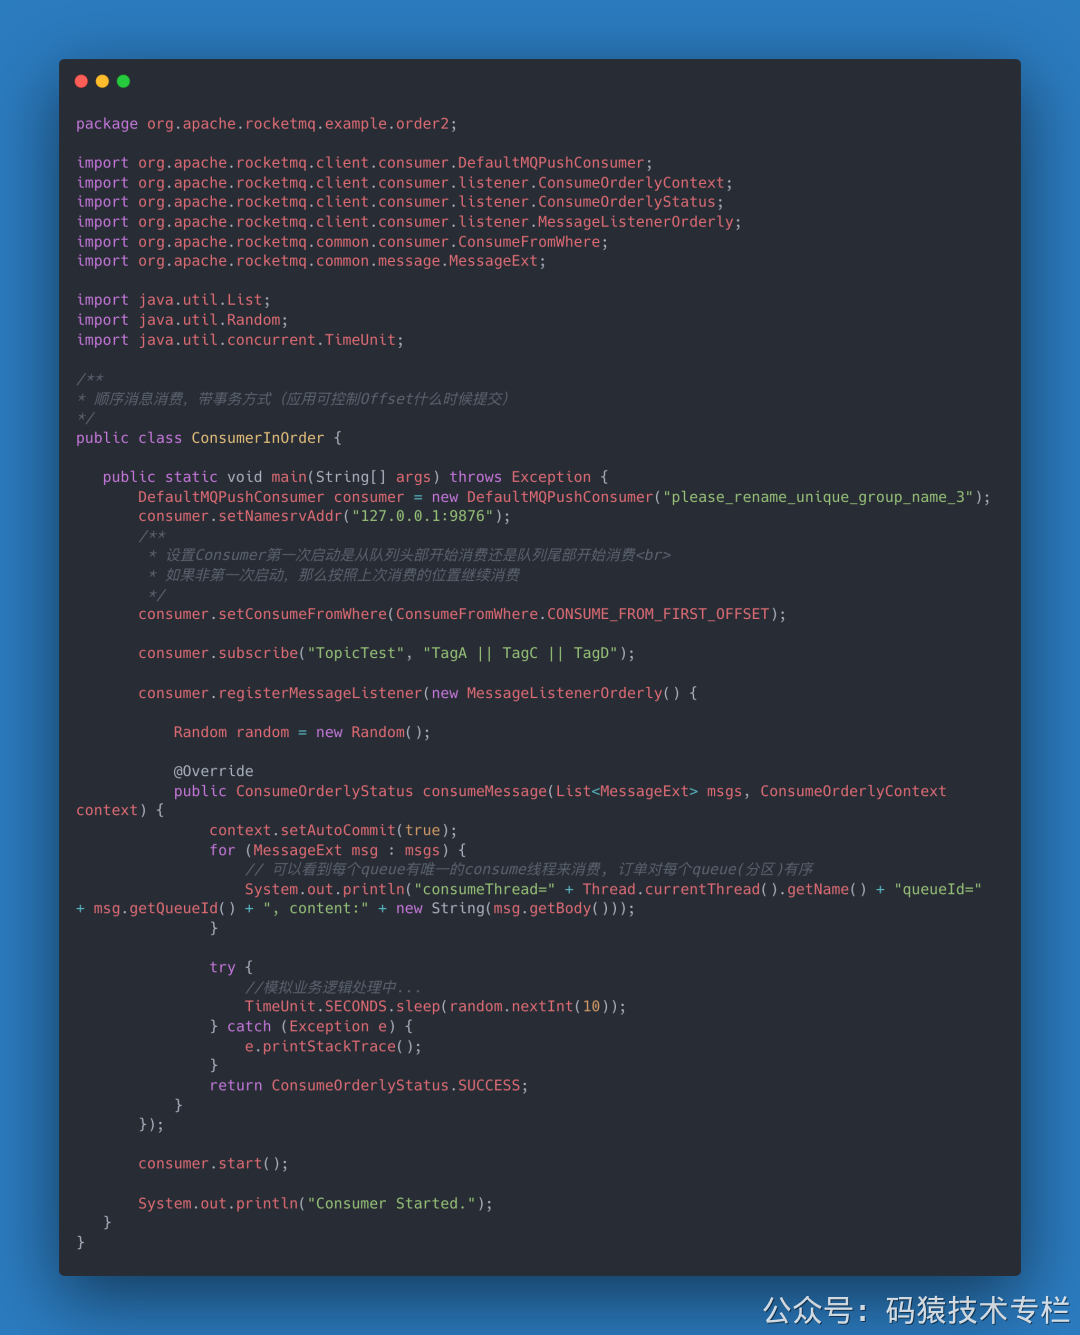 package org.apache.rocketmq.example.order2;

import org.apache.rocketmq.client.consumer.DefaultMQPushConsumer;
import org.apache.rocketmq.client.consumer.listener.ConsumeOrderlyContext;
import org.apache.rocketmq.client.consumer.listener.ConsumeOrderlyStatus;
import org.apache.rocketmq.client.consumer.listener.MessageListenerOrderly;
import org.apache.rocketmq.common.consumer.ConsumeFromWhere;
import org.apache.rocketmq.common.message.MessageExt;

import java.util.List;
import java.util.Random;
import java.util.concurrent.TimeUnit;

/**
* 顺序消息消费，带事务方式（应用可控制Offset什么时候提交）
*/
public class ConsumerInOrder {

   public static void main(String[] args) throws Exception {
       DefaultMQPushConsumer consumer = new DefaultMQPushConsumer("please_rename_unique_group_name_3");
       consumer.setNamesrvAddr("127.0.0.1:9876");
       /**
        * 设置Consumer第一次启动是从队列头部开始消费还是队列尾部开始消费<br>
        * 如果非第一次启动，那么按照上次消费的位置继续消费
        */
       consumer.setConsumeFromWhere(ConsumeFromWhere.CONSUME_FROM_FIRST_OFFSET);

       consumer.subscribe("TopicTest", "TagA || TagC || TagD");

       consumer.registerMessageListener(new MessageListenerOrderly() {

           Random random = new Random();

           @Override
           public ConsumeOrderlyStatus consumeMessage(List<MessageExt> msgs, ConsumeOrderlyContext
context) {
               context.setAutoCommit(true);
               for (MessageExt msg : msgs) {
                   // 可以看到每个queue有唯一的consume线程来消费, 订单对每个queue(分区)有序
                   System.out.println("consumeThread=" + Thread.currentThread().getName() + "queueId="
+ msg.getQueueId() + ", content:" + new String(msg.getBody()));
               }

               try {
                   //模拟业务逻辑处理中...
                   TimeUnit.SECONDS.sleep(random.nextInt(10));
               } catch (Exception e) {
                   e.printStackTrace();
               }
               return ConsumeOrderlyStatus.SUCCESS;
           }
       });

       consumer.start();

       System.out.println("Consumer Started.");
   }
}
公众号：码猿技术专栏